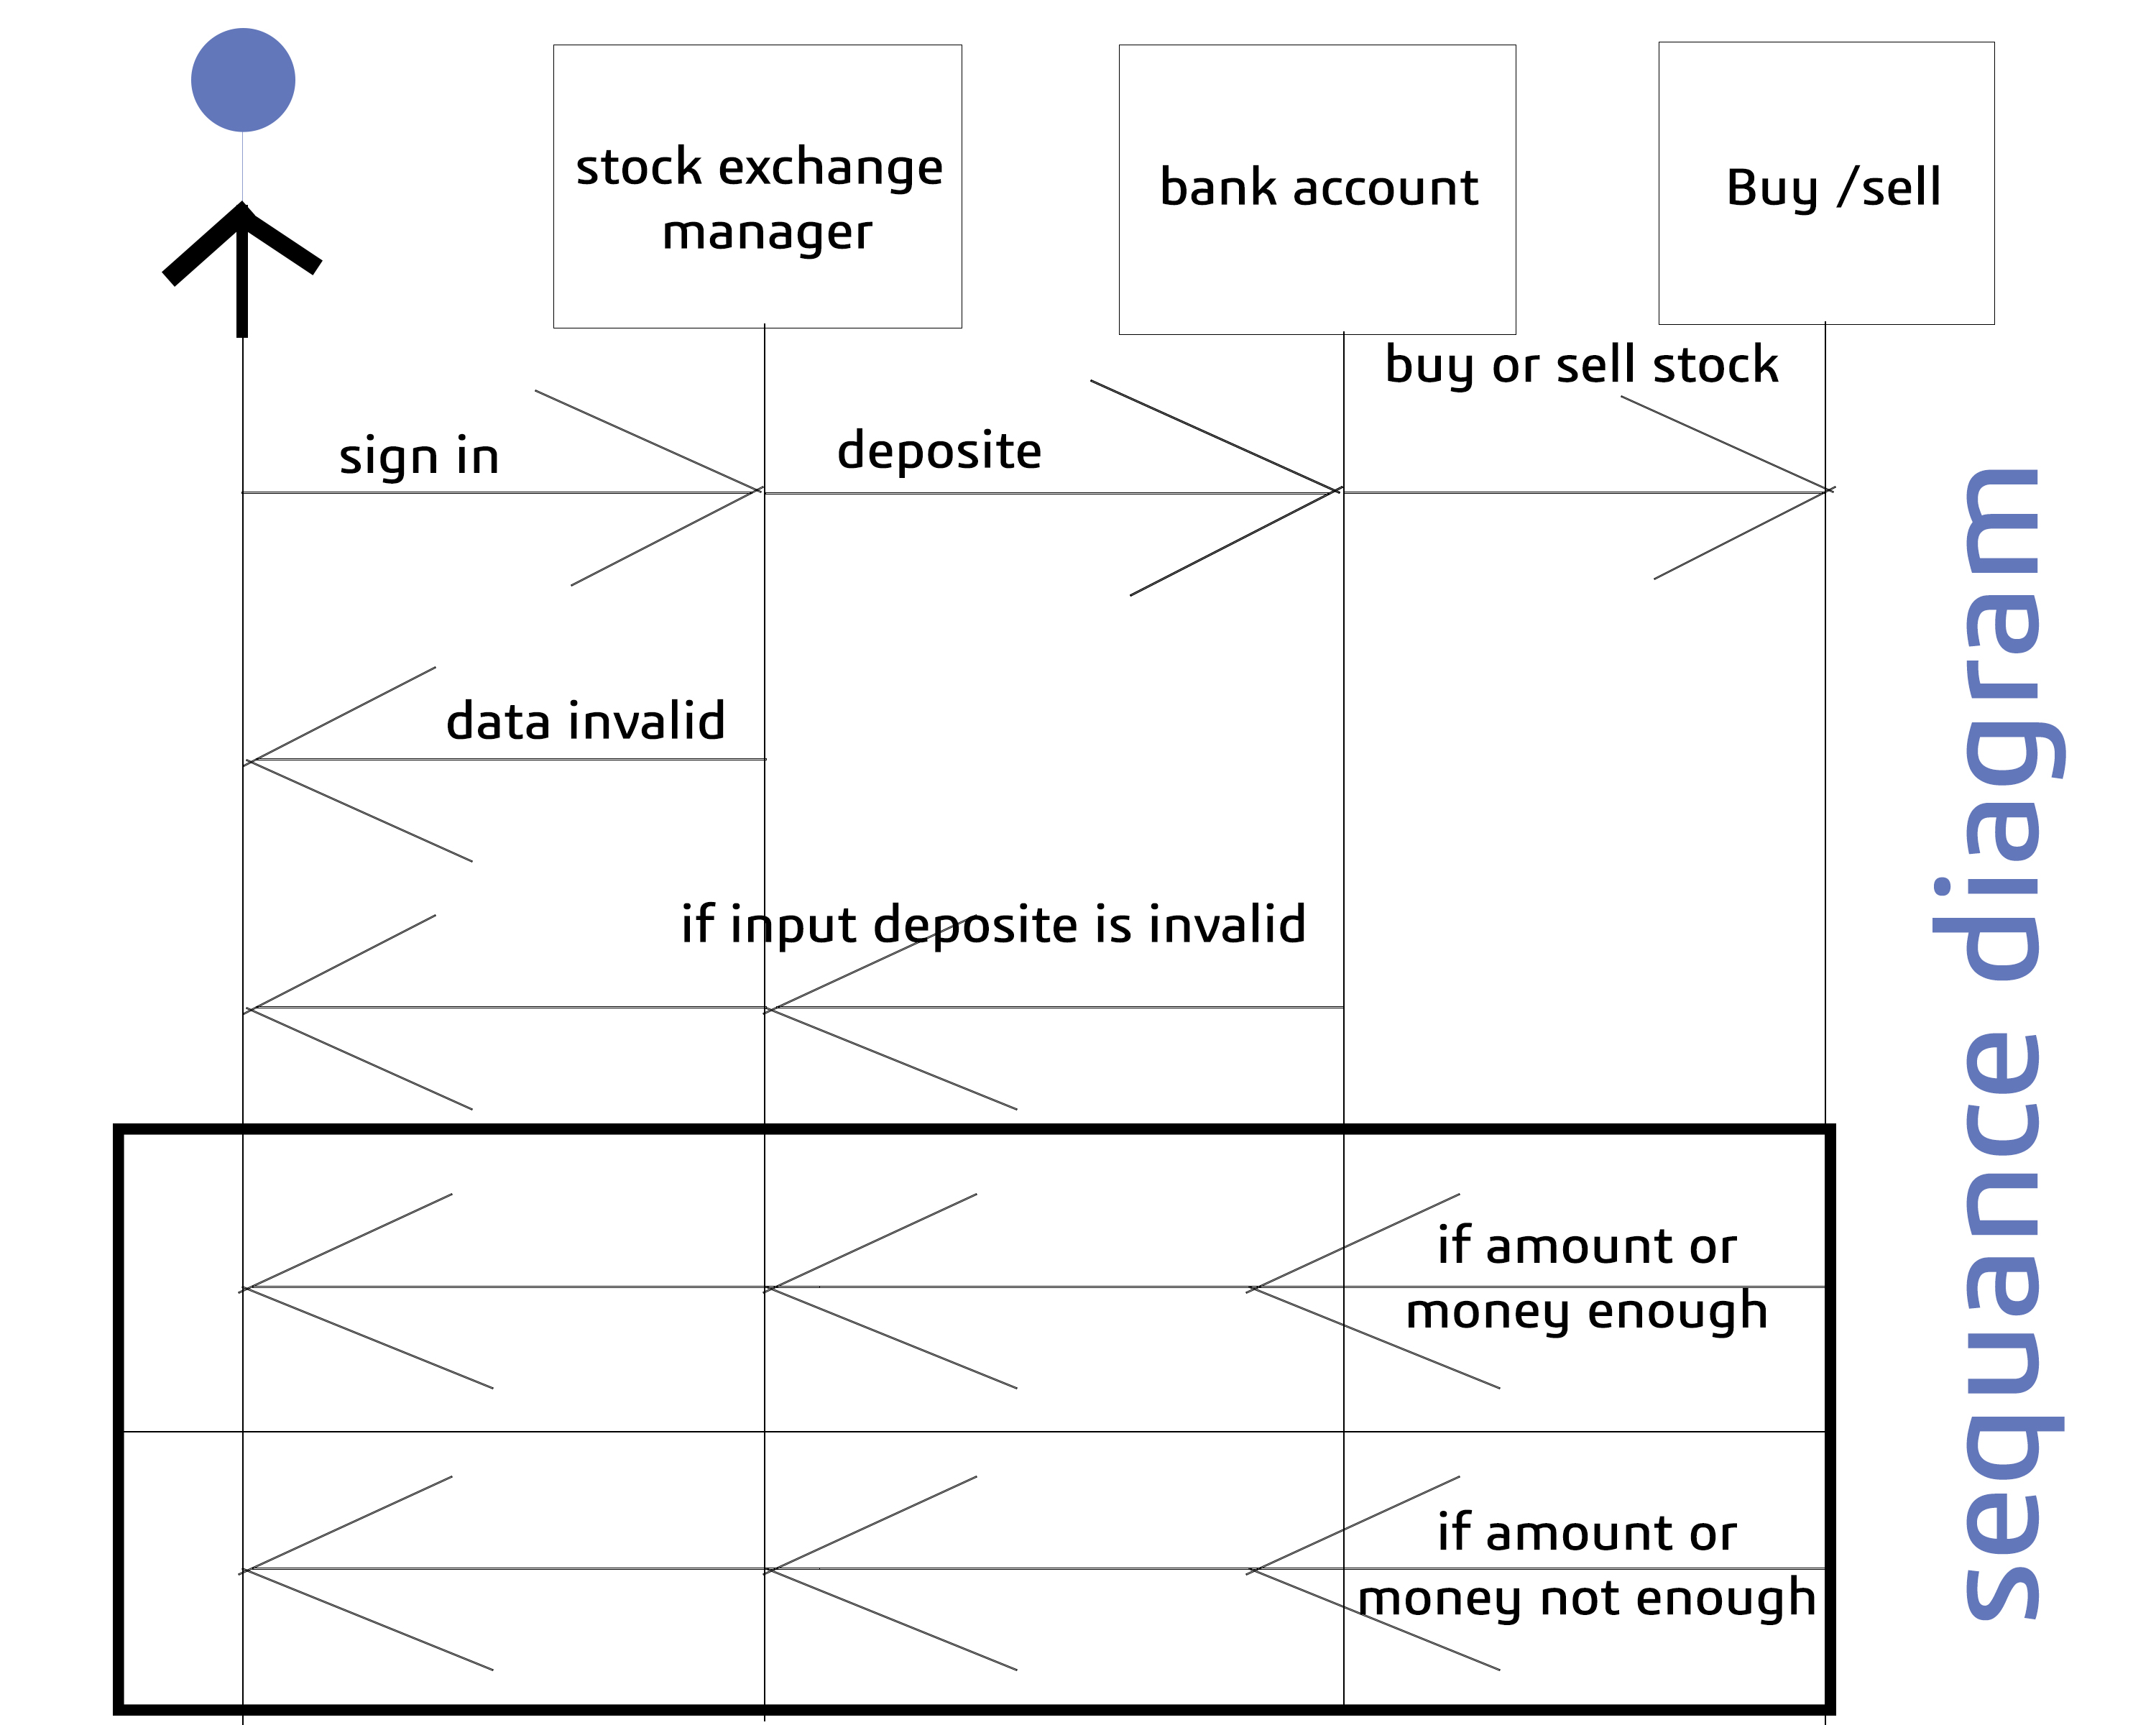 stock exchange
manager
bank account
Buy /sell
buy or sell stock
sign in
deposite
data invalid
if input deposite is invalid
if amount or
money enough
if amount or
money not enough
sequance diagram